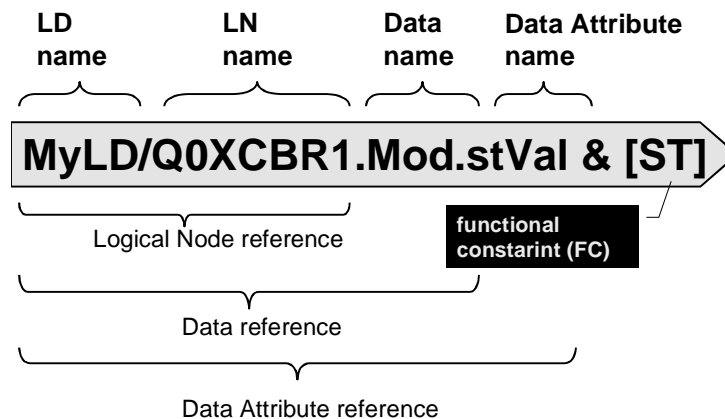 LD LN Data Data Attribute
name name name name
MyLD/Q0XCBR1.Mod.stVal & [ST]
Logical Node reference
functional
constarint (FC)
Data reference
Data Attribute reference